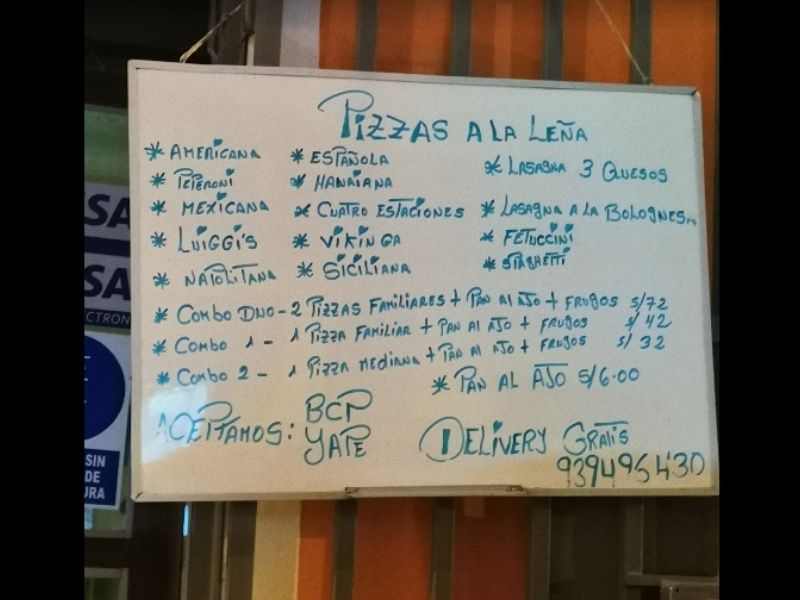 PIZZAS A LA LEÑA
* AMERICANA
* PEPERONI
* MEXICANA
* LUIGGI'S
* NAPOLITANA
* ESPAÑOLA
* HAWAIANA
* CUATRO ESTACIONES
* VIKINGA
* SICILIANA
* LASAGNA 3 QUESOS
* LASAGNA A LA BOLOGNESA
* FETUCCINI
* SPAGHETTI
* COMBO DUO - 2 PIZZAS FAMILIARES + PAN AL AJO + FRUGOS S/72
* COMBO 1 - 1 PIZZA FAMILIAR + PAN AL AJO + FRUGOS S/ 42
* COMBO 2 - 1 PIZZA MEDIANA + PAN AL AJO + FRUGOS S/ 32
* PAN AL AJO S/6.00
ACEPTAMOS: BCP
YAPE
DELIVERY GRATIS
939495430
SA
SA
ECTRON
SIN
DE
URA